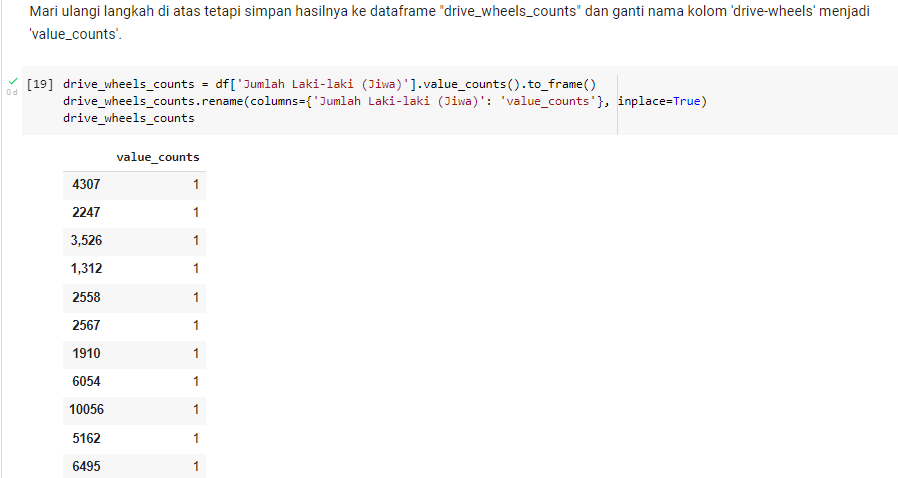 Mari ulangi langkah di atas tetapi simpan hasilnya ke dataframe "drive_wheels_counts" dan ganti nama kolom 'drive-wheels' menjadi
'value_counts'.
[19] drive_wheels_counts = df['Jumlah Laki-laki (Jiwa)'].value_counts().to_frame()
0 d
drive_wheels_counts.rename(columns={'Jumlah Laki-laki (Jiwa)': 'value_counts'}, inplace=True)
drive_wheels_counts
value_counts
4307 1
2247 1
3,526 1
1,312 1
2558 1
2567 1
1910 1
6054 1
10056 1
5162 1
6495 1